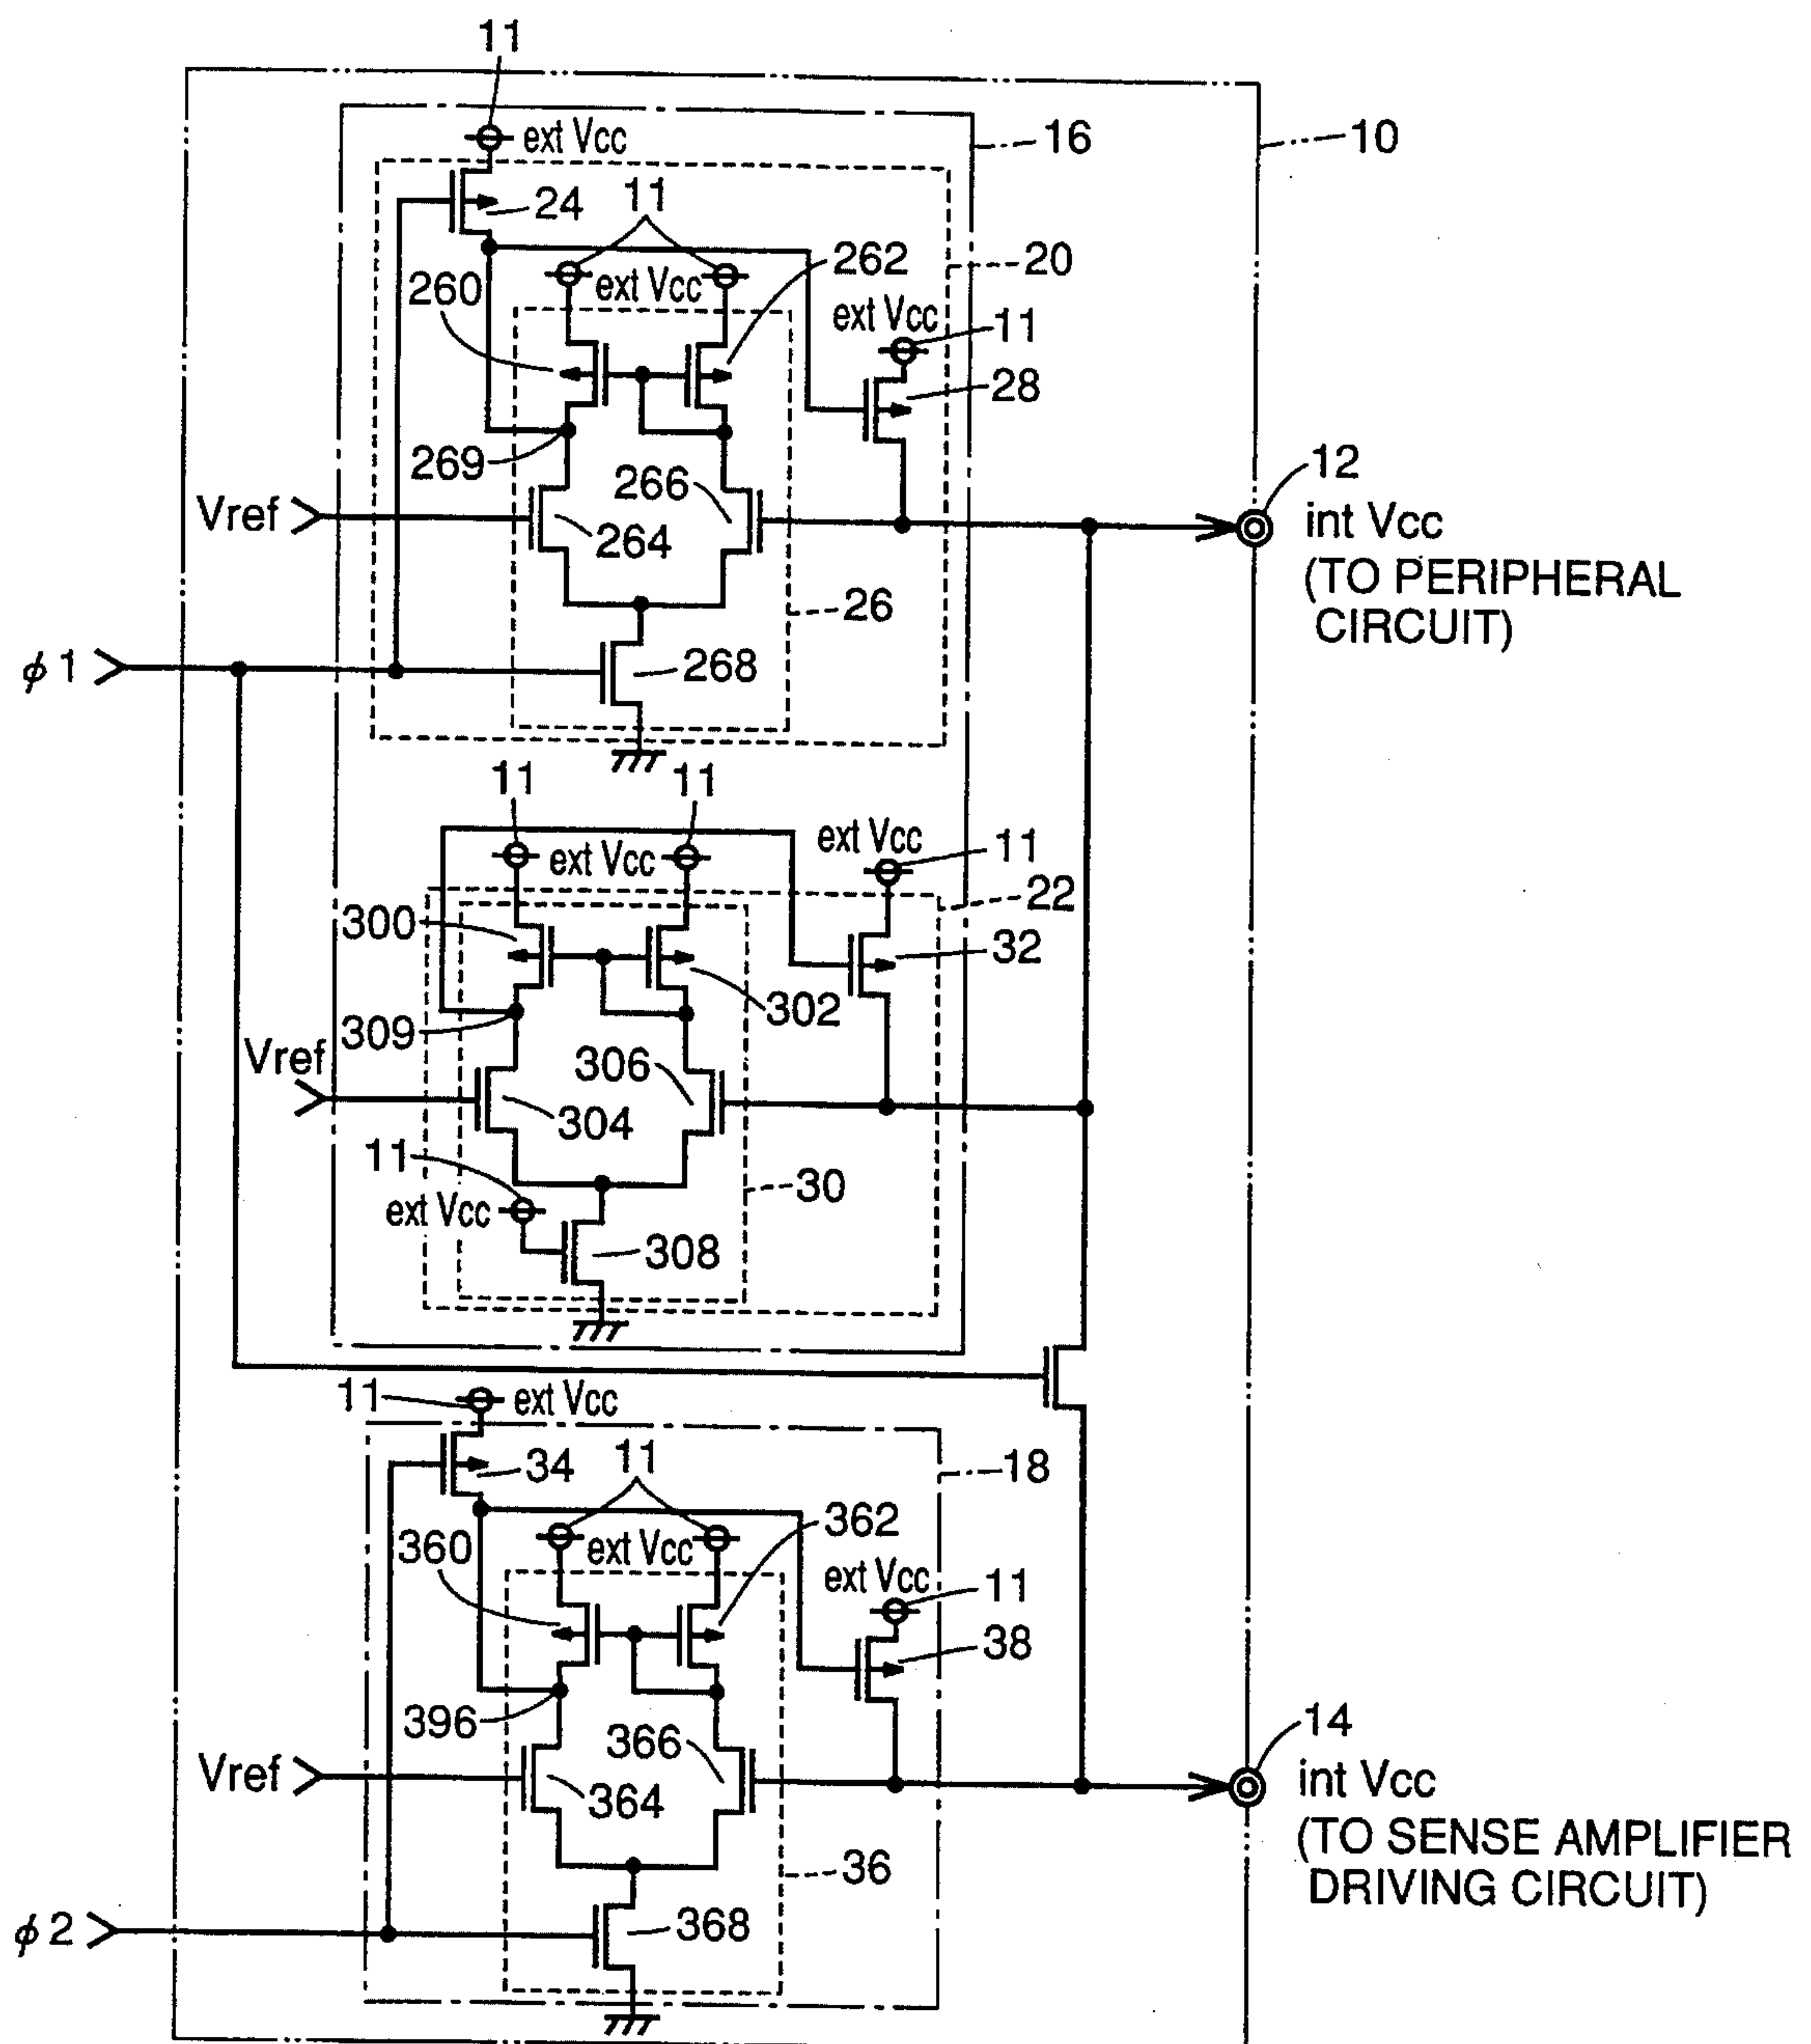 11
ext Vcc
16
10
24
11
20
260
ext Vcc
262
ext Vcc
11
28
269
Vref
264
266
12
int Vcc
(TO PERIPHERAL
CIRCUIT)
26
φ1
268
11
11
ext Vcc
ext Vcc
11
22
300
32
302
309
Vref
304
306
11
ext Vcc
30
308
11
ext Vcc
34
11
18
360
ext Vcc
362
ext Vcc
11
38
396
Vref
364
366
14
int Vcc
(TO SENSE AMPLIFIER
DRIVING CIRCUIT)
36
φ2
368